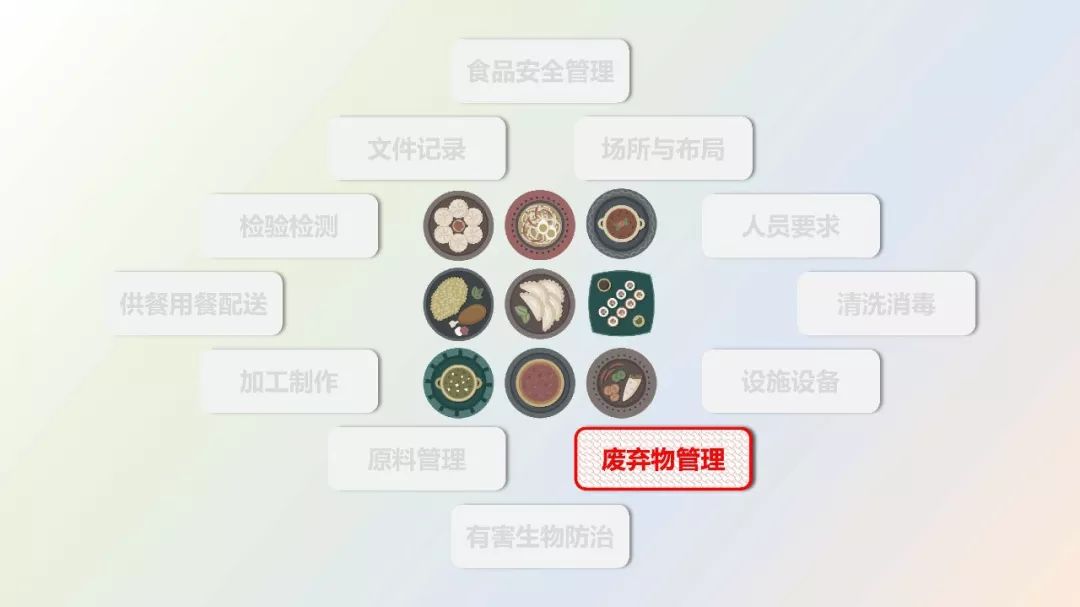 食品安全管理
文件记录
场所与布局
检验检测
人员要求
供餐用餐配送
清洗消毒
加工制作
设施设备
原料管理
废弃物管理
有害生物防治